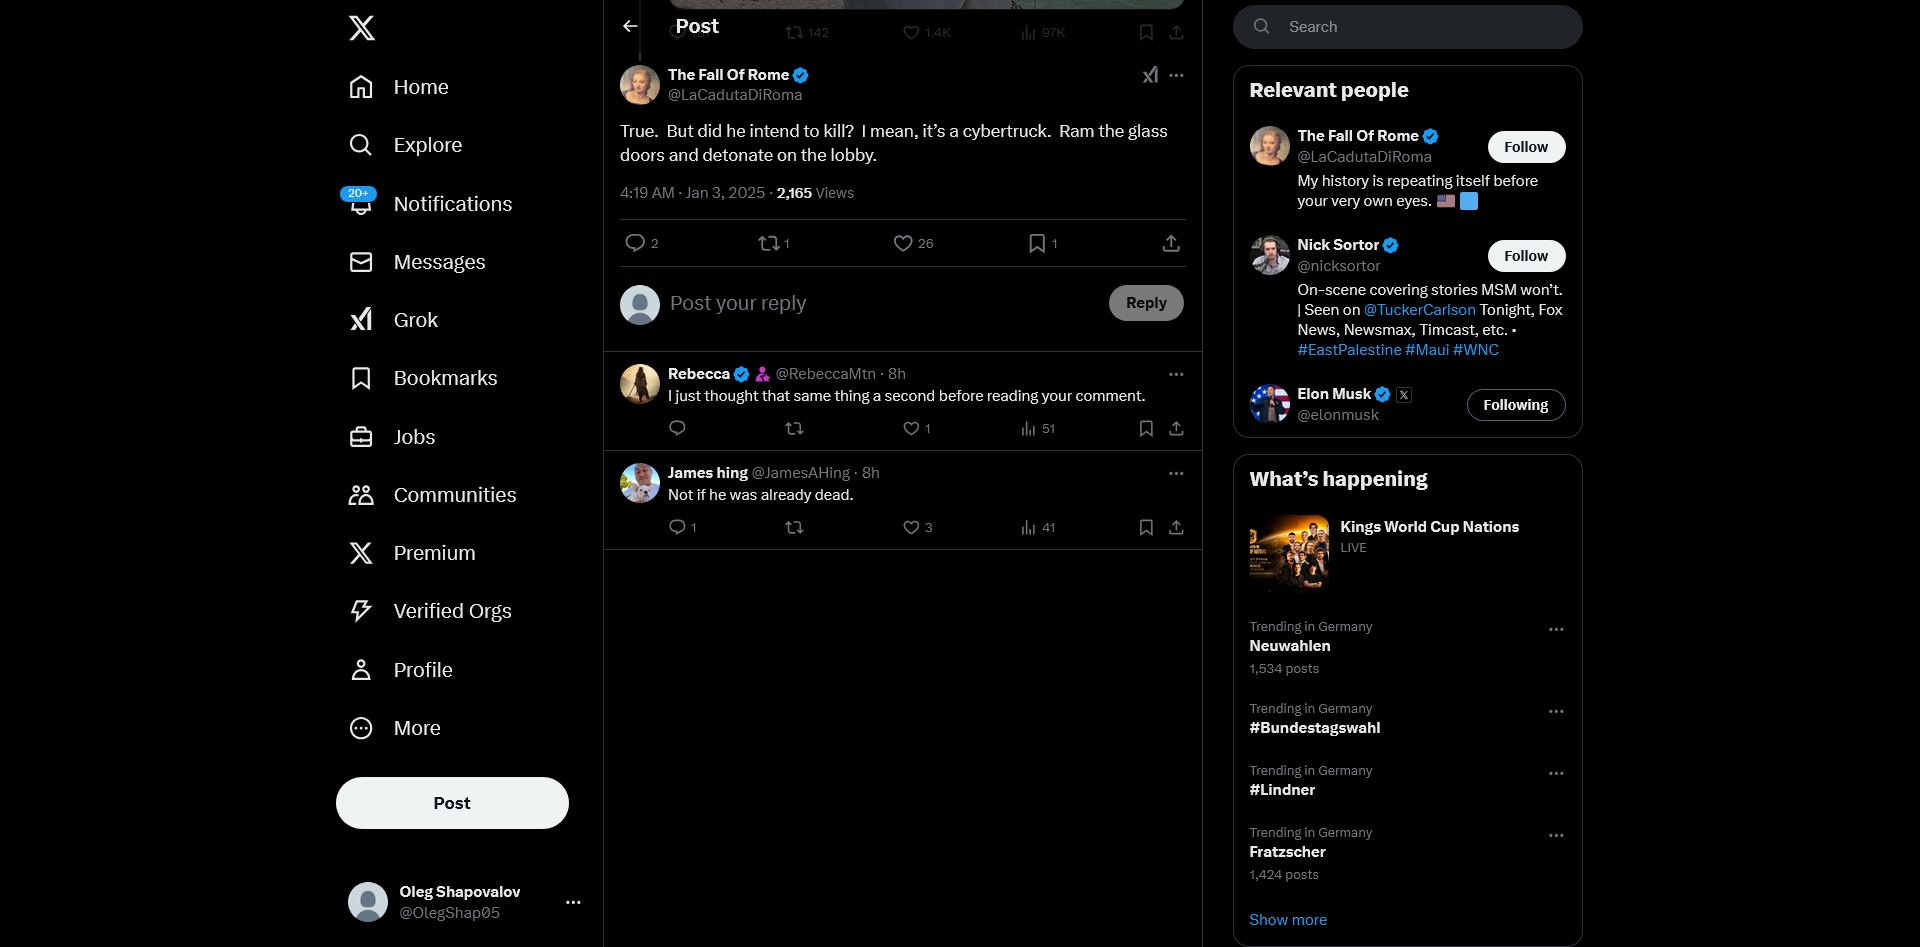 Home
Explore
20+
Notifications
Messages
Grok
Bookmarks
Jobs
Communities
Premium
Verified Orgs
Profile
More
Post
Oleg Shapovalov
@OlegShap05
Post
142
1.4K
97K
The Fall Of Rome
@LaCadutaDiRoma
True.  But did he intend to kill?  I mean, it’s a cybertruck.  Ram the glass
doors and detonate on the lobby.
4:19 AM · Jan 3, 2025 · 2,165 Views
2
1
26
1
Post your reply
Reply
Rebecca @RebeccaMtn · 8h
I just thought that same thing a second before reading your comment.
1
51
James hing @JamesAHing · 8h
Not if he was already dead.
1
3
41
Search
Relevant people
The Fall Of Rome
@LaCadutaDiRoma
Follow
My history is repeating itself before
your very own eyes. 🇺🇸 🟦
Nick Sortor
@nicksortor
Follow
On-scene covering stories MSM won’t.
| Seen on @TuckerCarlson Tonight, Fox
News, Newsmax, Timcast, etc. •
#EastPalestine #Maui #WNC
Elon Musk
@elonmusk
Following
What’s happening
Kings World Cup Nations
LIVE
Trending in Germany
Neuwahlen
1,534 posts
Trending in Germany
#Bundestagswahl
Trending in Germany
#Lindner
Trending in Germany
Fratzscher
1,424 posts
Show more